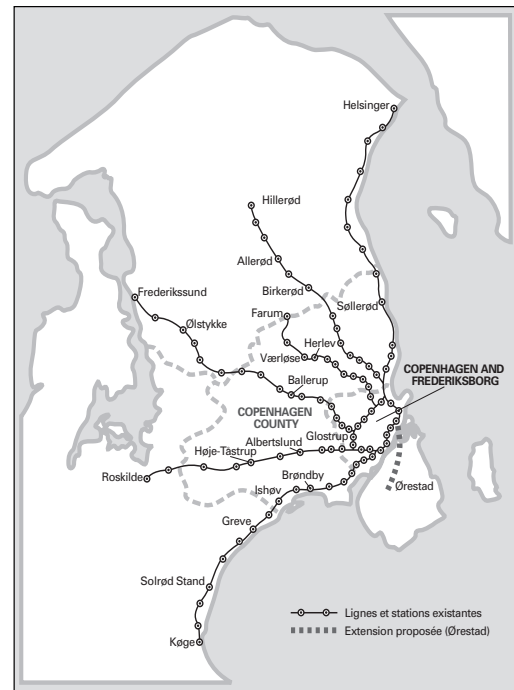 Helsinger
Hillerød
Allerød
Birkerød
Frederikssund
Farum
Søllerød
Ølstykke
Herlev
Værløse
COPENHAGEN AND
FREDERIKSBORG
Ballerup
COPENHAGEN
COUNTY
Glostrup
Albertslund
Høje-Tåstrup
Roskilde
Brøndby
Ørestad
Ishøv
Greve
Solrød Stand
Lignes et stations existantes
Extension proposée (Ørestad)
Køge